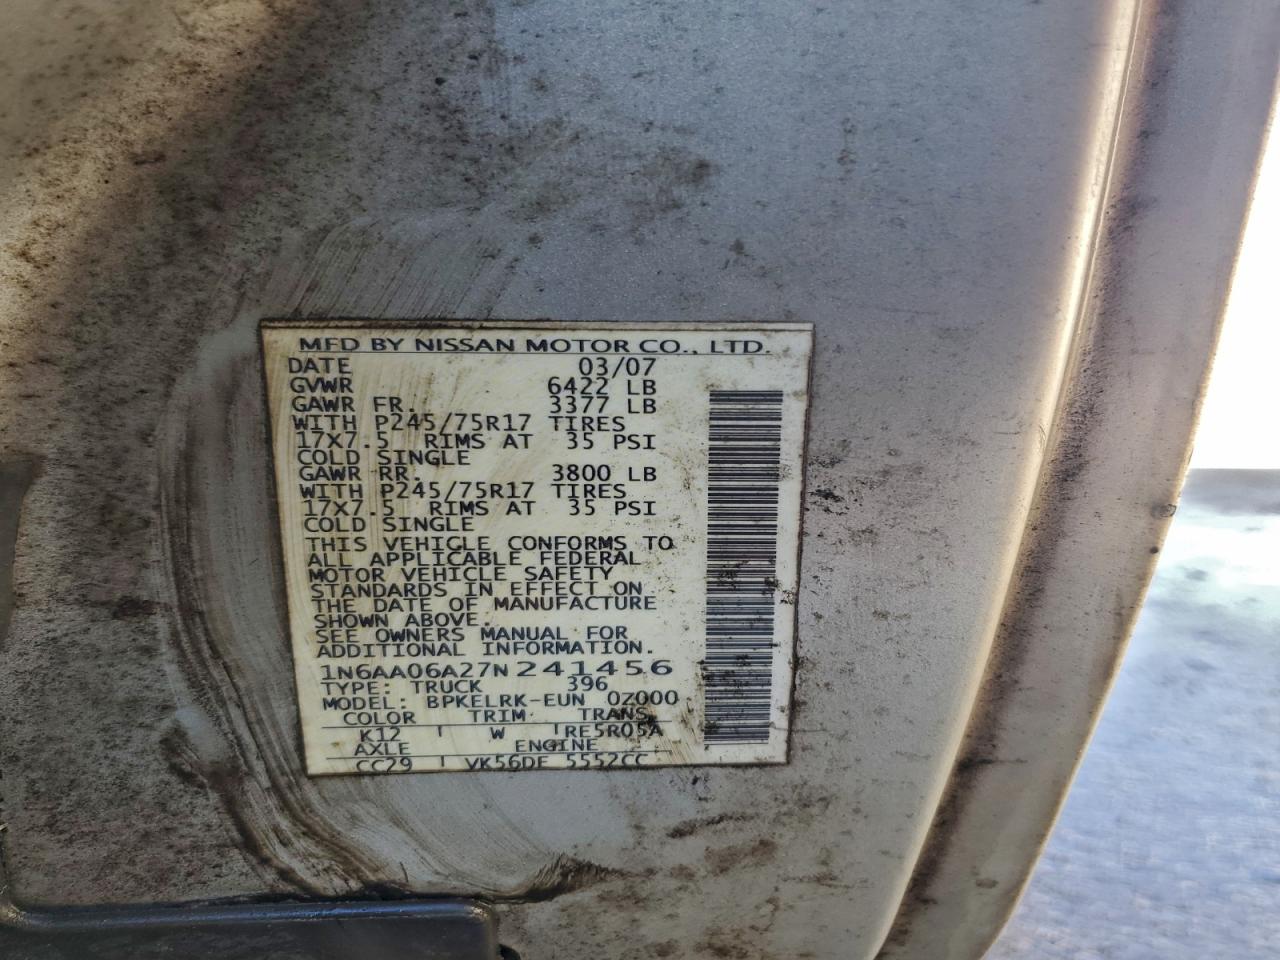 MFD BY NISSAN MOTOR CO., LTD.
DATE 03/07
GVWR 6422 LB
GAWR FR. 3377 LB
WITH P245/75R17 TIRES
17X7.5 RIMS AT 35 PSI
COLD SINGLE
GAWR RR. 3800 LB
WITH P245/75R17 TIRES
17X7.5 RIMS AT 35 PSI
COLD SINGLE
THIS VEHICLE CONFORMS TO
ALL APPLICABLE FEDERAL
MOTOR VEHICLE SAFETY
STANDARDS IN EFFECT ON
THE DATE OF MANUFACTURE
SHOWN ABOVE.
SEE OWNERS MANUAL FOR
ADDITIONAL INFORMATION.
1N6AA06A27N241456
TYPE: TRUCK 396
MODEL: BPKELRK-EUN 0Z000
COLOR TRIM TRANS
K12 W RE5R05A
AXLE ENGINE
CC29 VK56DE 5552CC